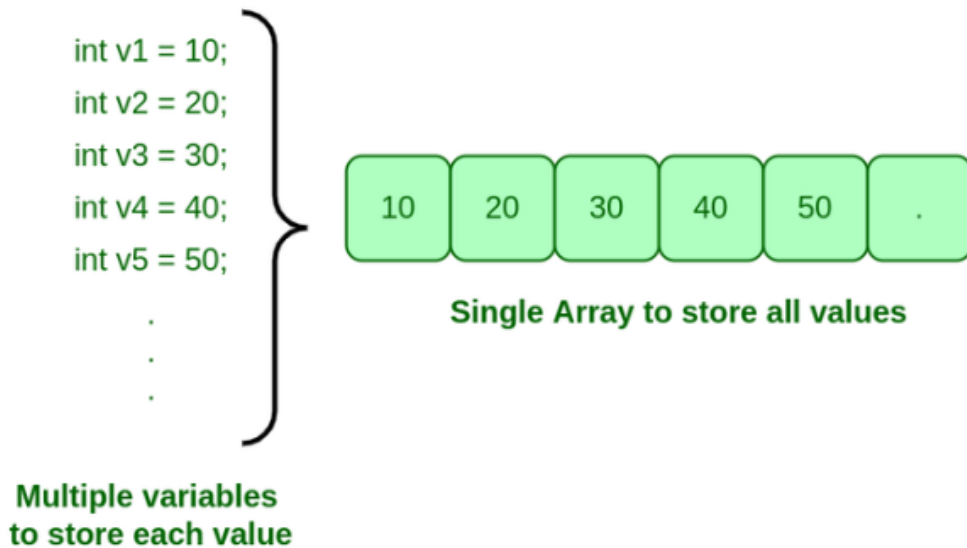 int v1 = 10;
int v2 = 20;
int v3 = 30;
int v4 = 40;
int v5 = 50;
.
.
.
Multiple variables
to store each value
10 20 30 40 50 .
Single Array to store all values